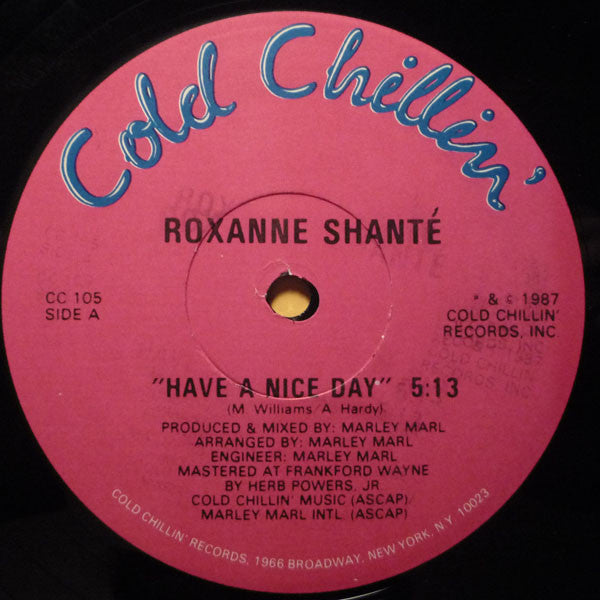 Cold Chillin'
ROXANNE SHANTÉ
CC 105
SIDE A
℗ & © 1987
COLD CHILLIN'
RECORDS, INC.
"HAVE A NICE DAY" 5:13
(M. Williams/A. Hardy)
PRODUCED & MIXED BY: MARLEY MARL
ARRANGED BY: MARLEY MARL
ENGINEER: MARLEY MARL
MASTERED AT FRANKFORD WAYNE
BY HERB POWERS, JR
COLD CHILLIN' MUSIC (ASCAP)/
MARLEY MARL INTL. (ASCAP)
COLD CHILLIN' RECORDS, 1966 BROADWAY, NEW YORK, N.Y. 10023